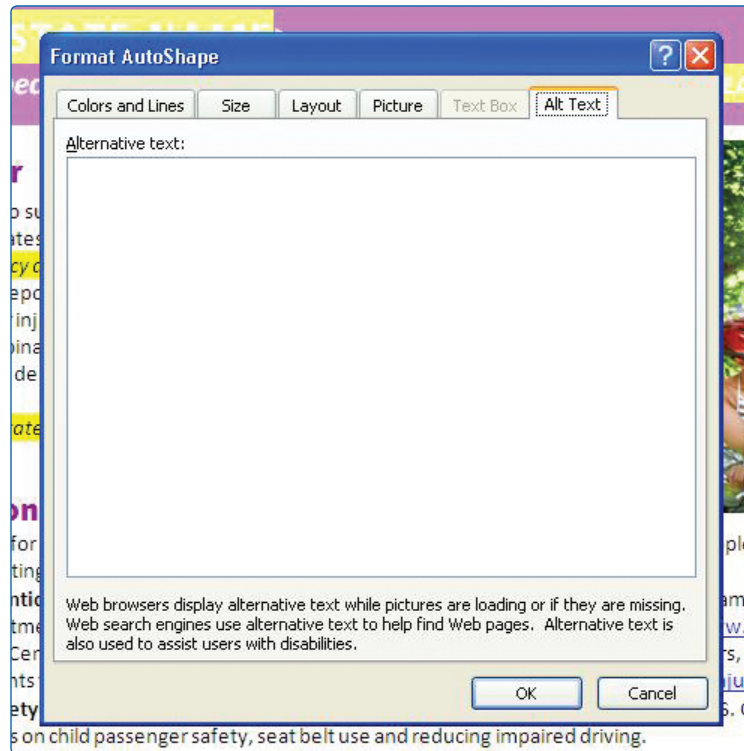 STATE NAME
Format AutoShape
Colors and Lines
Size
Layout
Picture
Text Box
Alt Text
Alternative text:
Web browsers display alternative text while pictures are loading or if they are missing.
Web search engines use alternative text to help find Web pages. Alternative text is
also used to assist users with disabilities.
OK
Cancel
s on child passenger safety, seat belt use and reducing impaired driving.